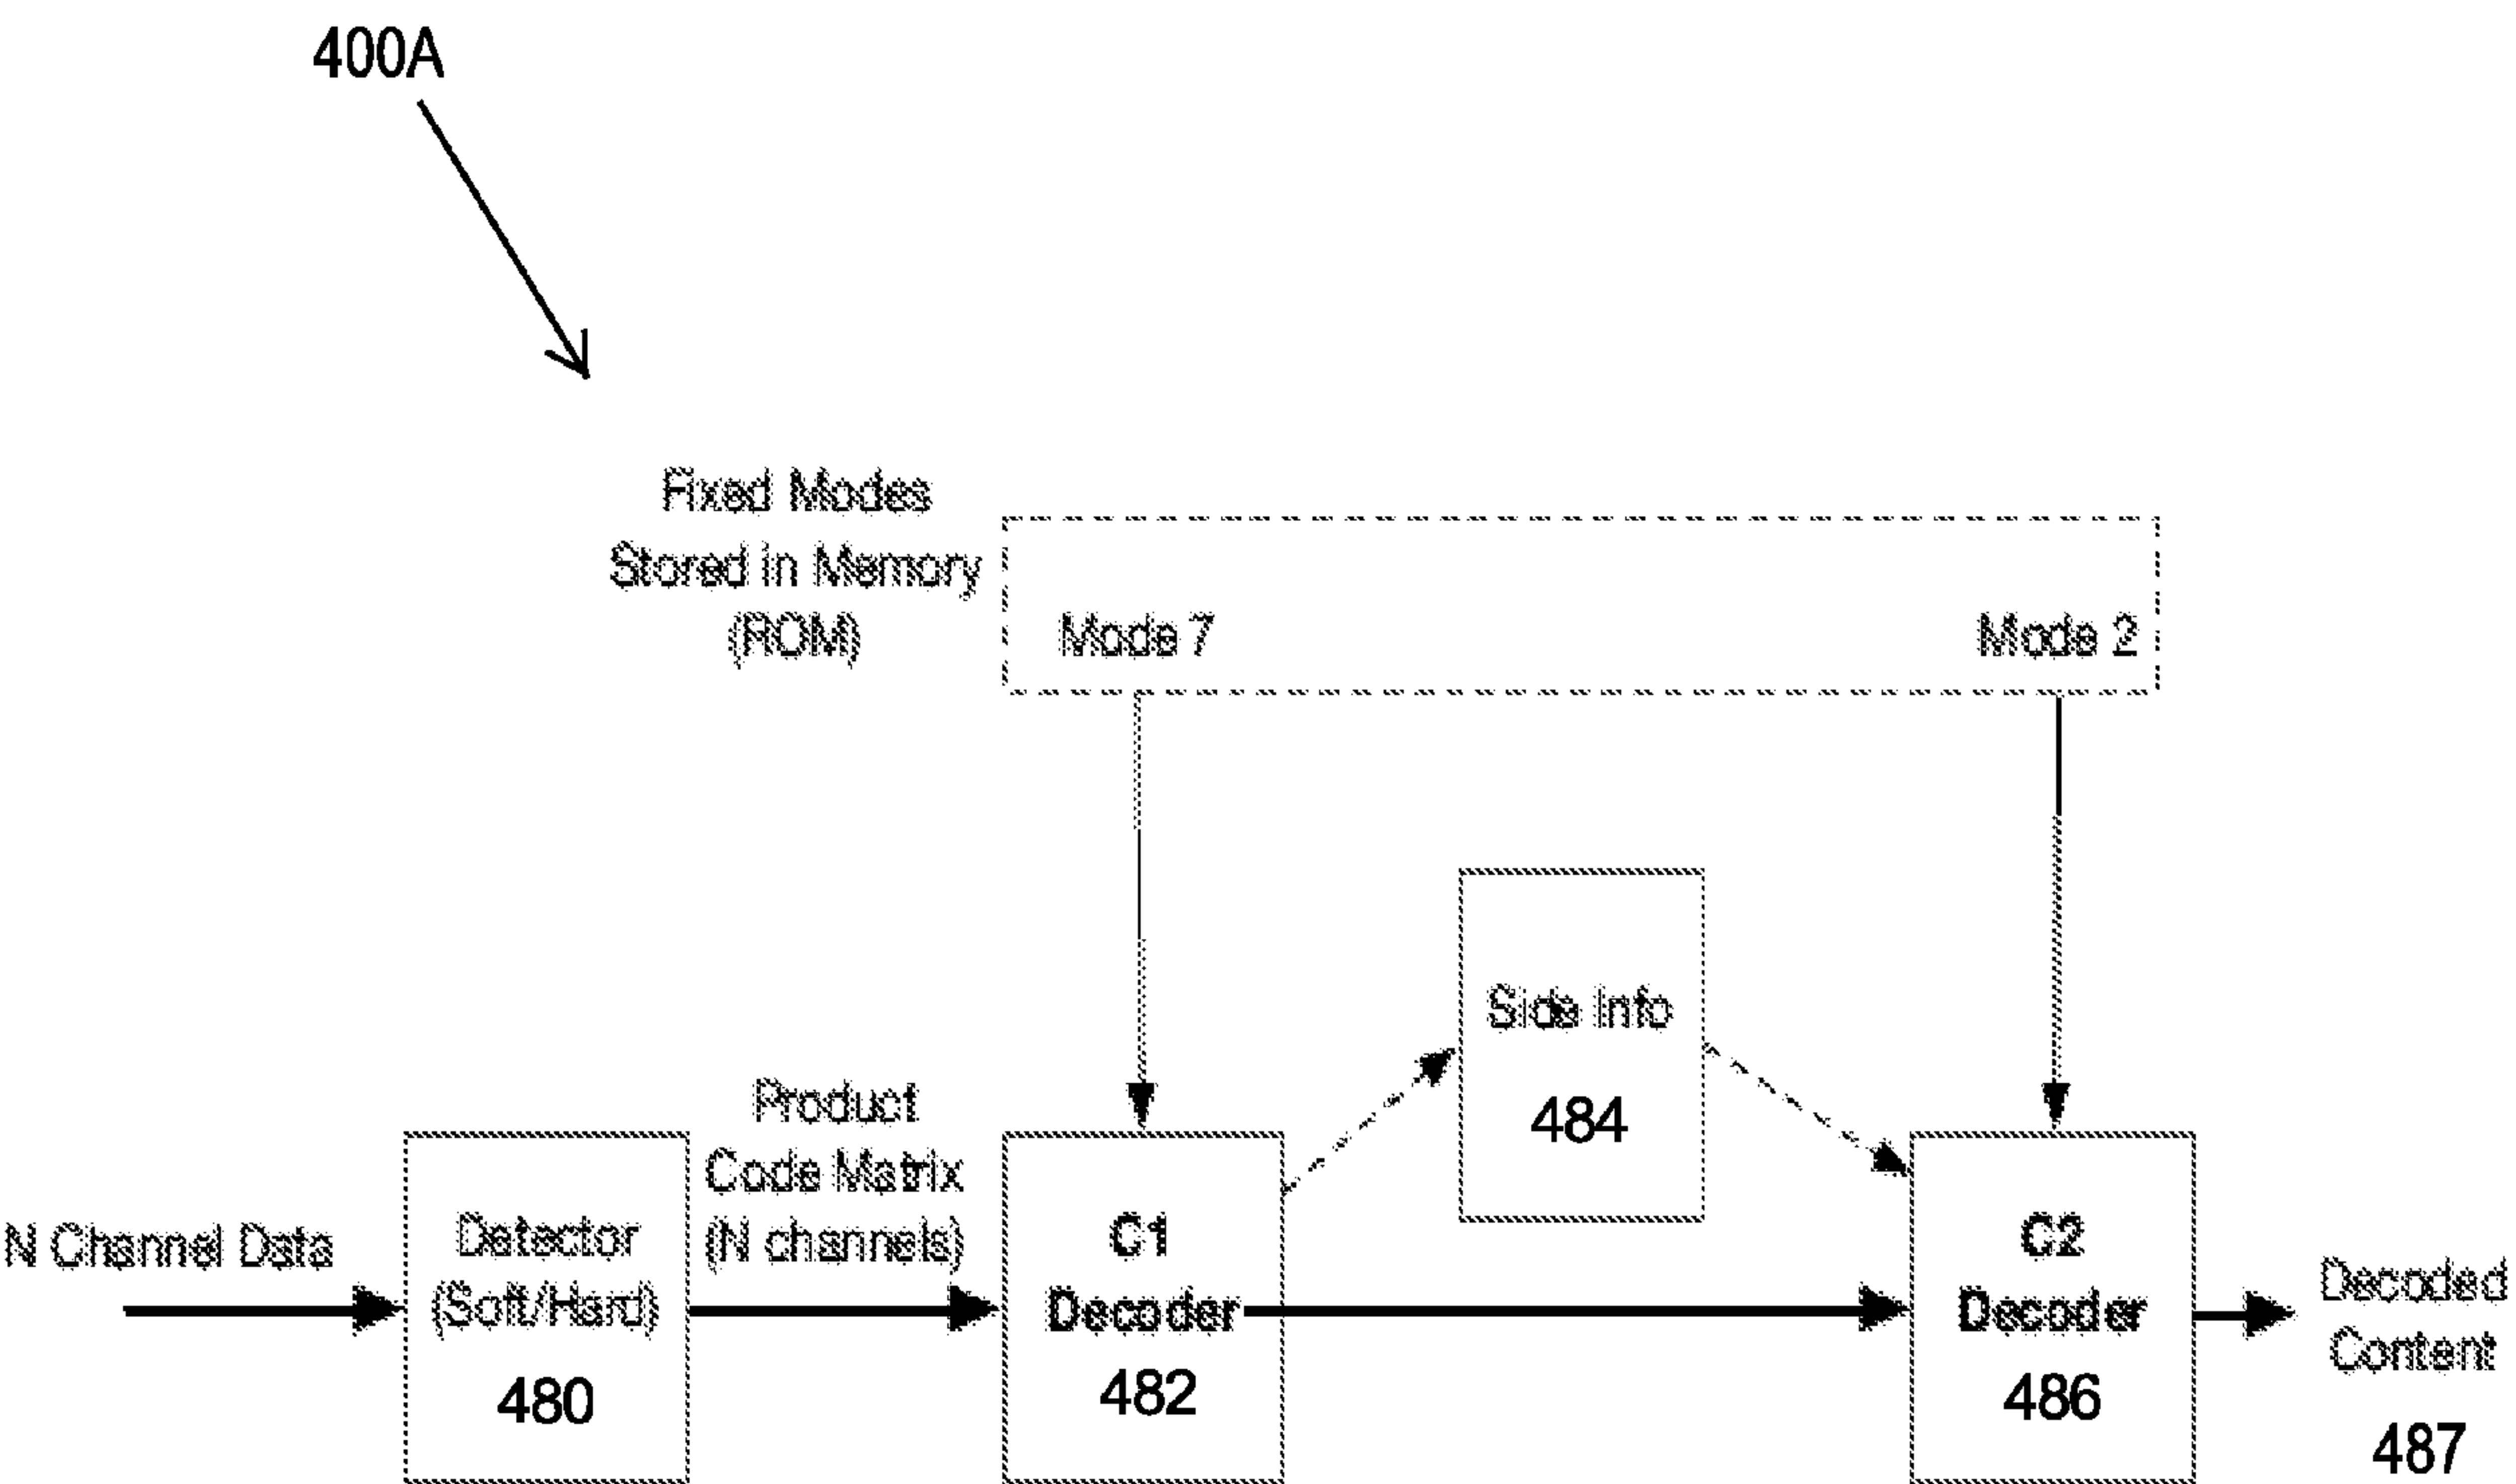 400A
Fixed Modes
Stored in Memory
(ROM)
Mode 7
Mode 2
Side Info
484
N Channel Data
Detector
(Soft/Hard)
480
Product
Code Matrix
(N channels)
C1
Decoder
482
C2
Decoder
486
Decoded
Content
487